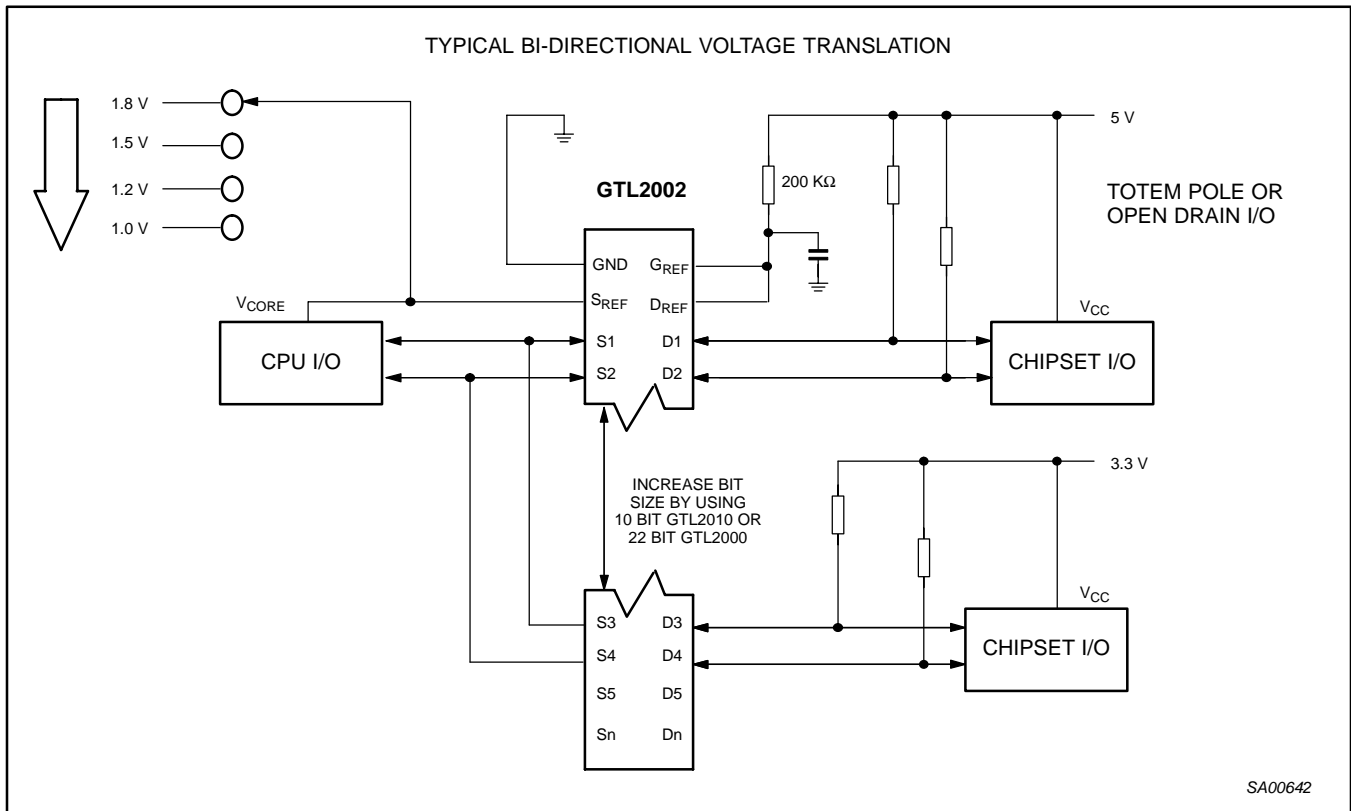 TYPICAL BI-DIRECTIONAL VOLTAGE TRANSLATION
1.8 V
1.5 V
1.2 V
1.0 V
5 V
200 KΩ
GTL2002
TOTEM POLE OR
OPEN DRAIN I/O
GND
GREF
SREF
DREF
VCORE
VCC
CPU I/O
S1
D1
S2
D2
CHIPSET I/O
3.3 V
INCREASE BIT
SIZE BY USING
10 BIT GTL2010 OR
22 BIT GTL2000
VCC
S3
D3
S4
D4
CHIPSET I/O
S5
D5
Sn
Dn
SA00642